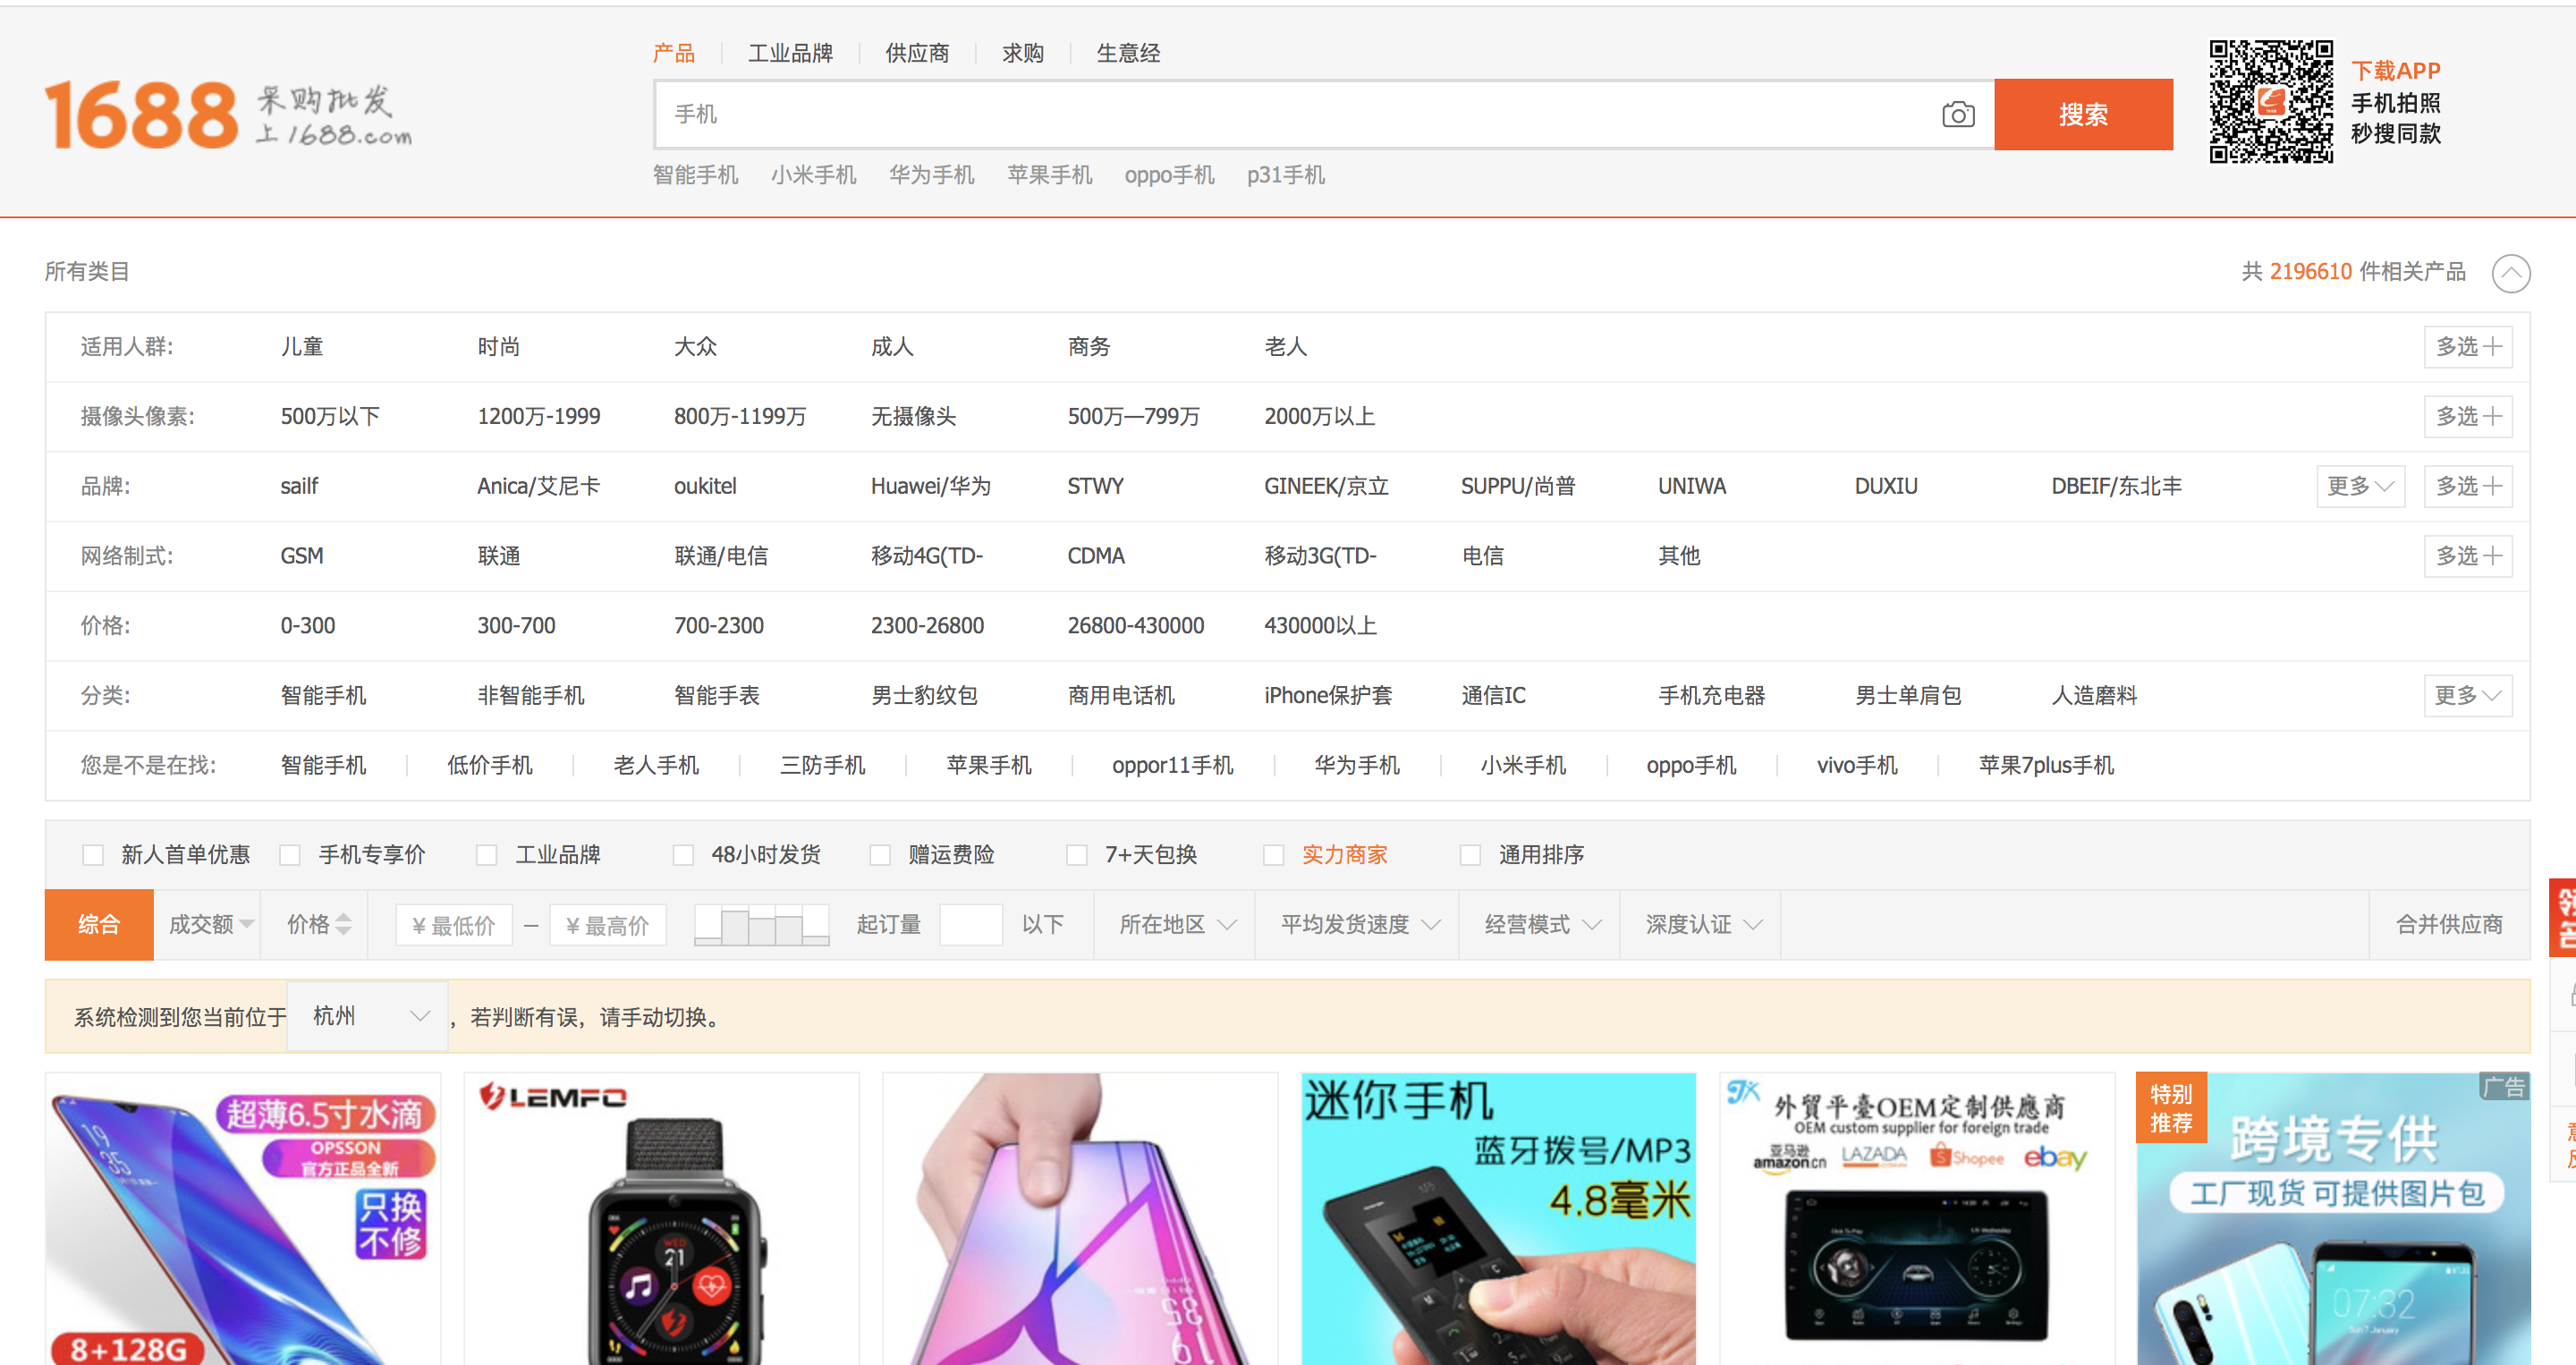 产品 工业品牌 供应商 求购 生意经
1688 采购批发
上1688.com
手机 搜索
下载APP
手机拍照
秒搜同款
智能手机 小米手机 华为手机 苹果手机 oppo手机 p31手机
所有类目 共 2196610 件相关产品
适用人群: 儿童 时尚 大众 成人 商务 老人 多选
摄像头像素: 500万以下 1200万-1999 800万-1199万 无摄像头 500万—799万 2000万以上 多选
品牌: sailf Anica/艾尼卡 oukitel Huawei/华为 STWY GINEEK/京立 SUPPU/尚普 UNIWA DUXIU DBEIF/东北丰 更多 多选
网络制式: GSM 联通 联通/电信 移动4G(TD- CDMA 移动3G(TD- 电信 其他 多选
价格: 0-300 300-700 700-2300 2300-26800 26800-430000 430000以上
分类: 智能手机 非智能手机 智能手表 男士豹纹包 商用电话机 iPhone保护套 通信IC 手机充电器 男士单肩包 人造磨料 更多
您是不是在找: 智能手机 低价手机 老人手机 三防手机 苹果手机 oppor11手机 华为手机 小米手机 oppo手机 vivo手机 苹果7plus手机
新人首单优惠 手机专享价 工业品牌 48小时发货 赠运费险 7+天包换 实力商家 通用排序
综合 成交额 价格 ¥ 最低价 — ¥ 最高价 起订量 以下 所在地区 平均发货速度 经营模式 深度认证 合并供应商
系统检测到您当前位于 杭州 ，若判断有误，请手动切换。
超薄6.5寸水滴
OPSSON
官方正品全新
只换
不修
19
35
8+128G
LEMFO
WED
21
迷你手机
蓝牙拨号/MP3
4.8毫米
外貿平臺OEM定制供應商
OEM custom supplier for foreign trade
亚马逊
amazon.cn LAZADA Shopee ebay
特别
推荐
广告
跨境专供
工厂现货 可提供图片包
07:32